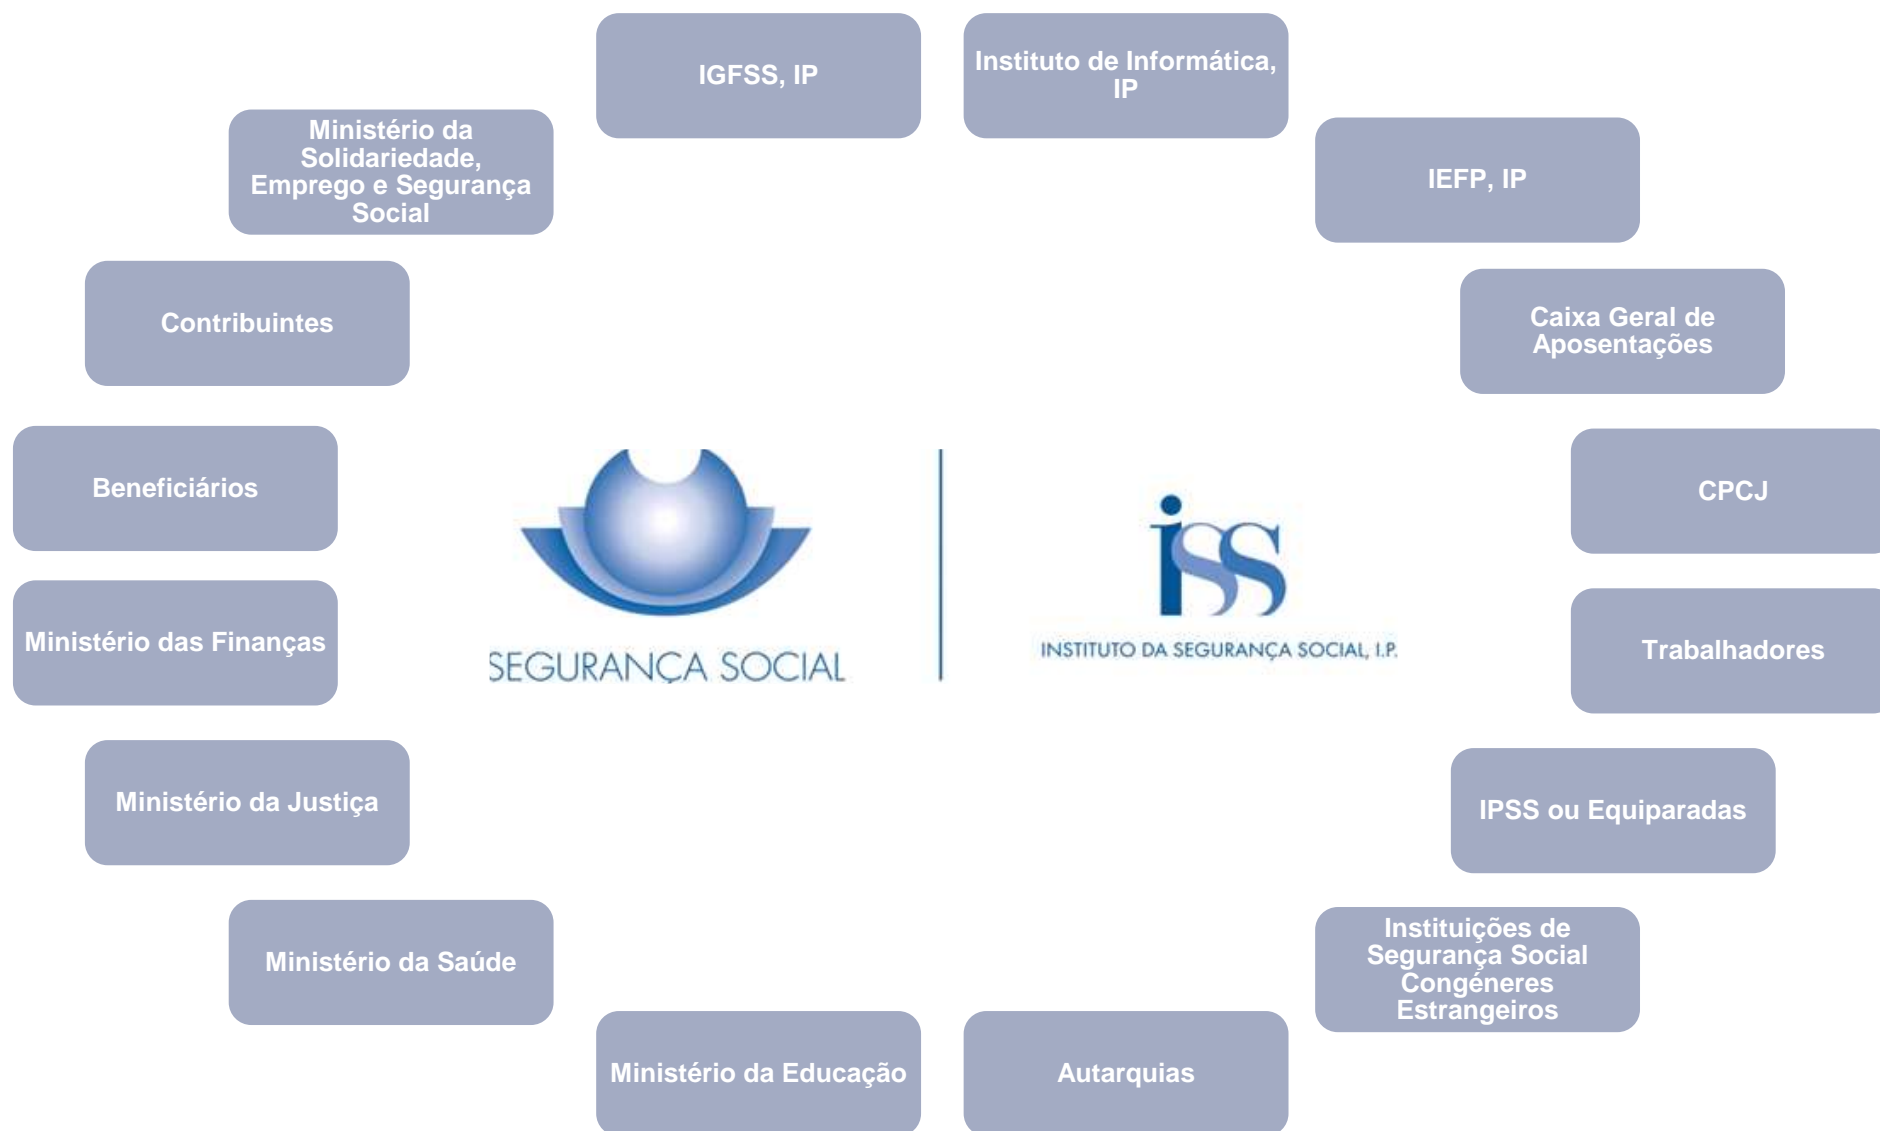 IGFSS, IP
Instituto de Informática,
IP
Ministério da
Solidariedade,
Emprego e Segurança
Social
IEFP, IP
Contribuintes
Caixa Geral de
Aposentações
Beneficiários
CPCJ
Ministério das Finanças
SEGURANÇA SOCIAL
iss
INSTITUTO DA SEGURANÇA SOCIAL, I.P.
Trabalhadores
Ministério da Justiça
IPSS ou Equiparadas
Ministério da Saúde
Instituições de
Segurança Social
Congéneres
Estrangeiros
Ministério da Educação
Autarquias